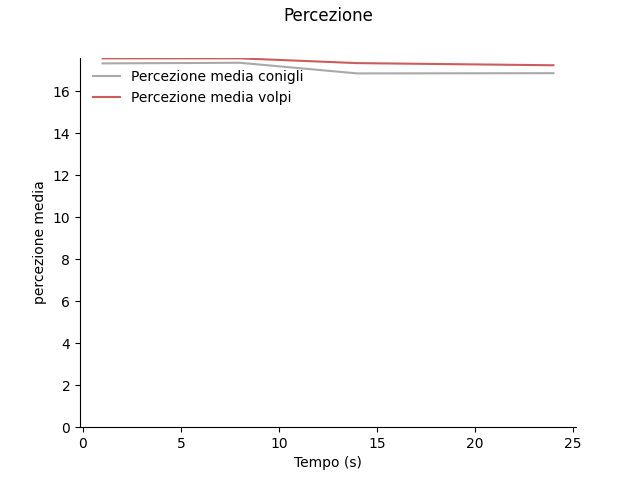 Percezione
Percezione media conigli
Percezione media volpi
percezione media
16
14
12
10
8
6
4
2
0
0 5 10 15 20 25
Tempo (s)